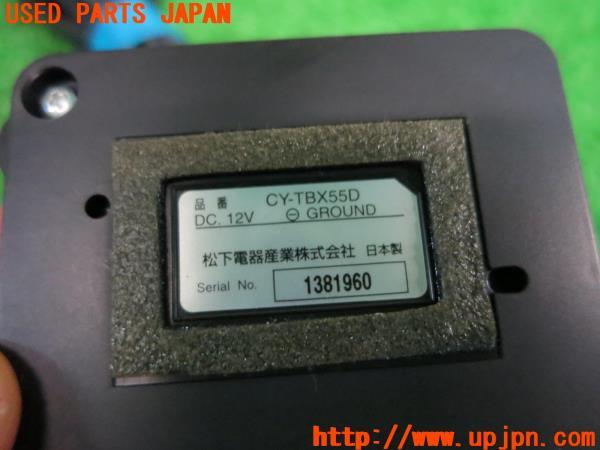 USED PARTS JAPAN
品番 CY-TBX55D
DC. 12V ⊖ GROUND
松下電器産業株式会社 日本製
Serial No. 1381960
http:// www.upjpn.com